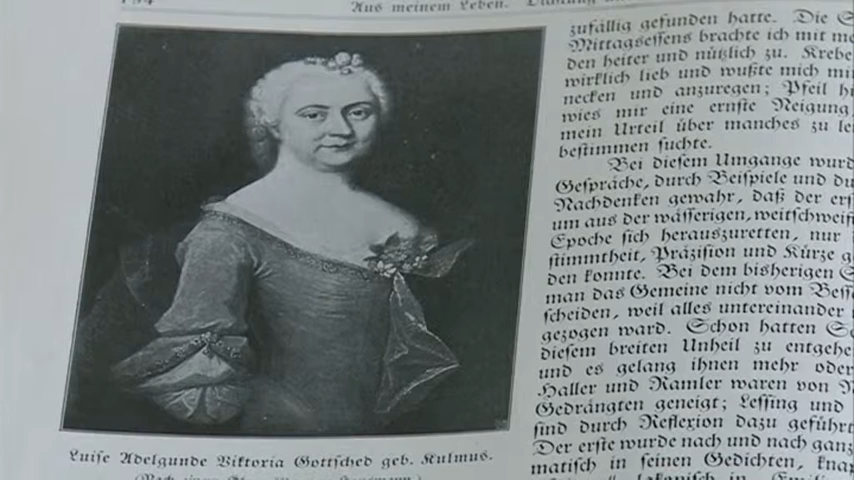 Aus meinem Leben. Dichtung
Luise Adelgunde Viktoria Gottsched geb. Kulmus.
zufällig gefunden hatte. Die
Mittagsessens brachte ich mit
den heiter und nützlich zu. Krebe
wirklich lieb und wußte mich
necken und anzuregen; Pfeil
wies mir eine ernste Neigung,
mein Urteil über manches zu
bestimmen suchte.
Bei diesem Umgange wurd
Gespräche, durch Beispiele und
Nachdenken gewahr, daß der
um aus der wässerigen, weitschweif
Epoche sich herauszuretten, nur
stimmtheit, Präzision und Kürze
den konnte. Bei dem bisherigen
man das Gemeine nicht vom
scheiden, weil alles untereinander
gezogen ward. Schon hatten
diesem breiten Unheil zu entgehe
und es gelang ihnen mehr oder
Haller und Ramler waren von
Gedrängten geneigt; Lessing und
sind durch Reflexion dazu geführt
Der erste wurde nach und nach ganz
matisch in seinen Gedichten,
lakonisch in